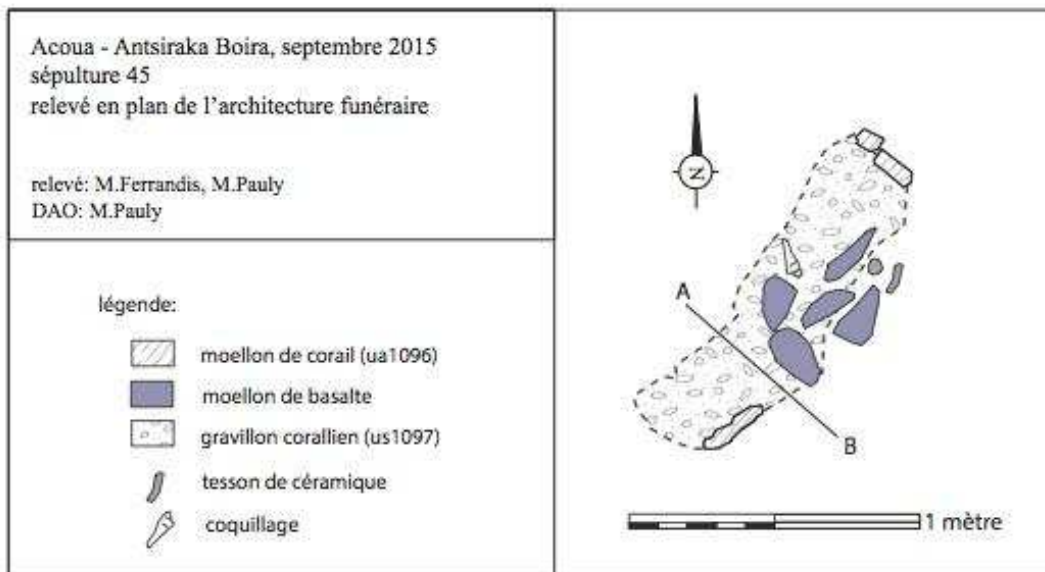 Acoua - Antsiraka Boira, septembre 2015
sépulture 45
relevé en plan de l'architecture funéraire
relevé: M.Ferrandis, M.Pauly
DAO: M.Pauly
légende:
moellon de corail (ua1096)
moellon de basalte
gravillon corallien (us1097)
tesson de céramique
coquillage
N
A
B
1 mètre